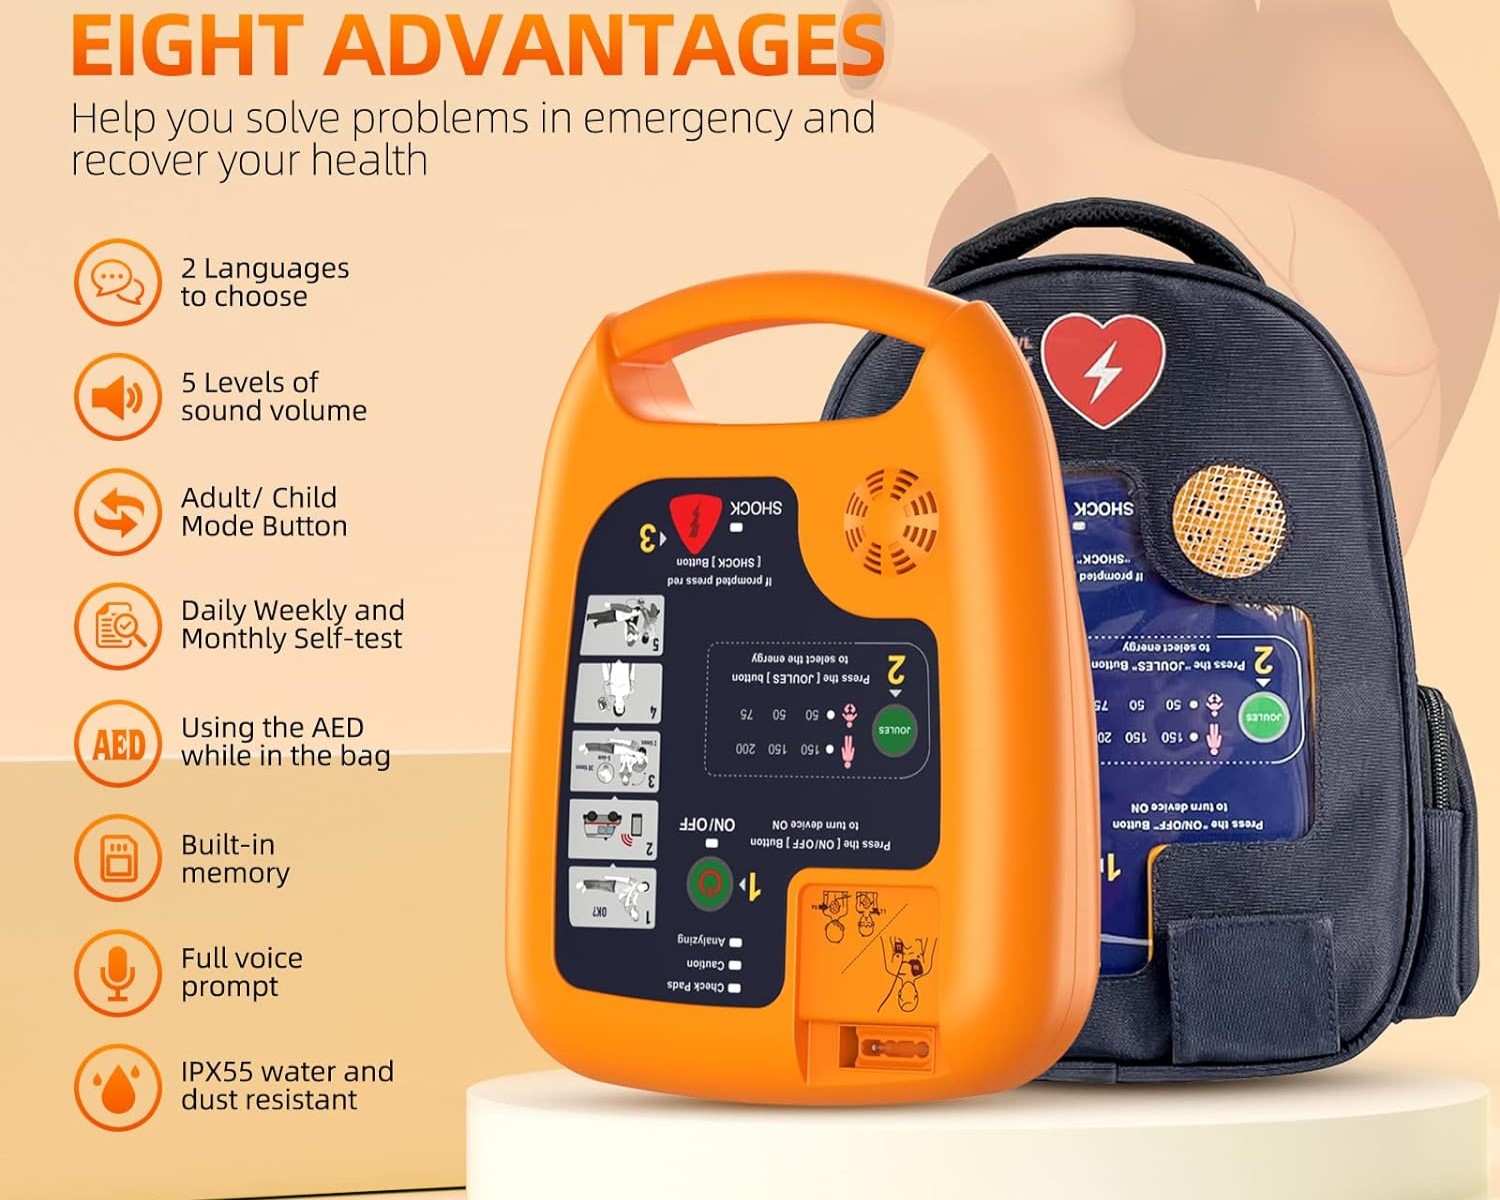 EIGHT ADVANTAGES
Help you solve problems in emergency and
recover your health
2 Languages
to choose
5 Levels of
sound volume
Adult/ Child
Mode Button
Daily Weekly and
Monthly Self-test
AED
Using the AED
while in the bag
Built-in
memory
Full voice
prompt
IPX55 water and
dust resistant
Check Pads
Caution
Analyzing
1
ON/OFF
Press the [ ON/OFF ] Button
to turn device ON
1
OK?
2
3
4
5
150 150 200
50 50 75
JOULES
2
Press the [ JOULES ] button
to select the energy
If prompted press red
[ SHOCK ] Button
3
SHOCK
1
Press the "ON/OFF" Button
to turn device ON
150 150 20
50 50 75
JOULES
2
Press the "JOULES" Button
to select energy
If prompted
"SHOCK"
SHOCK